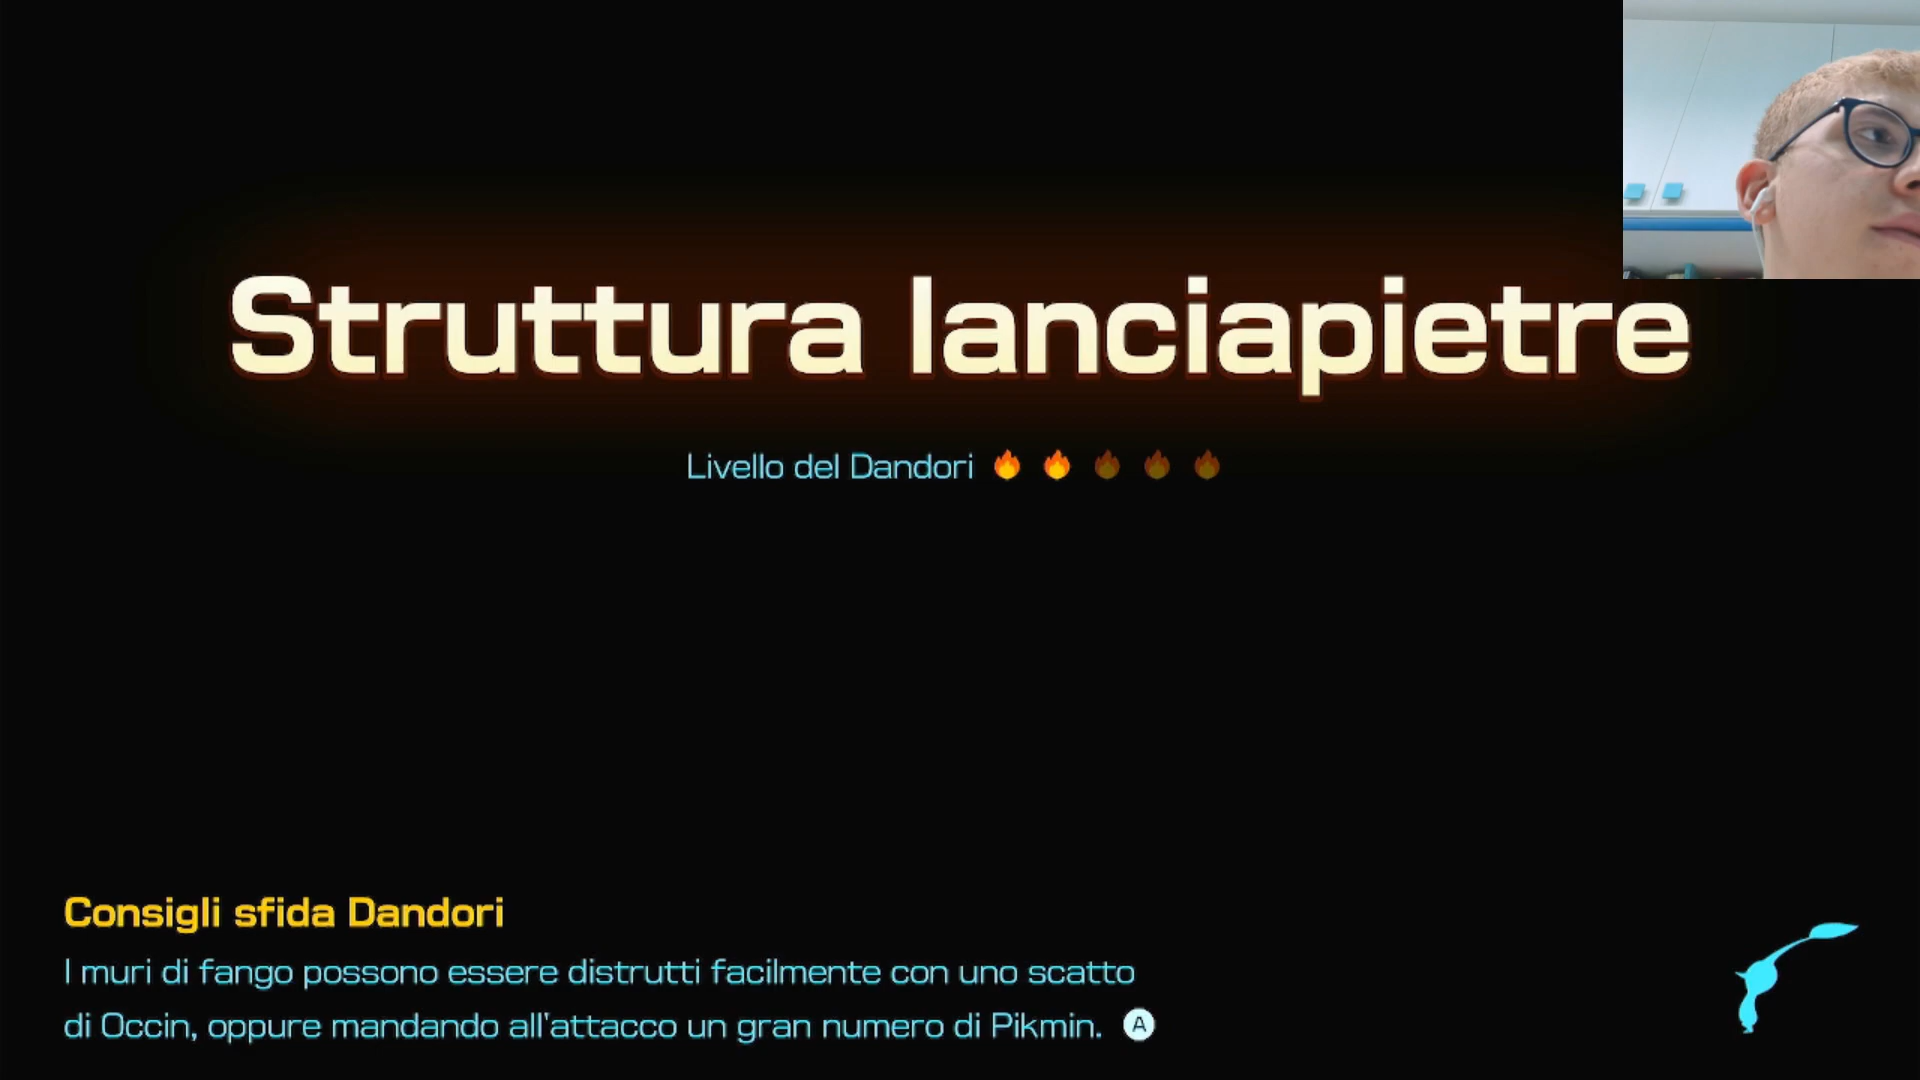 Struttura lanciapietre
Livello del Dandori
Consigli sfida Dandori
I muri di fango possono essere distrutti facilmente con uno scatto
di Occin, oppure mandando all'attacco un gran numero di Pikmin. A